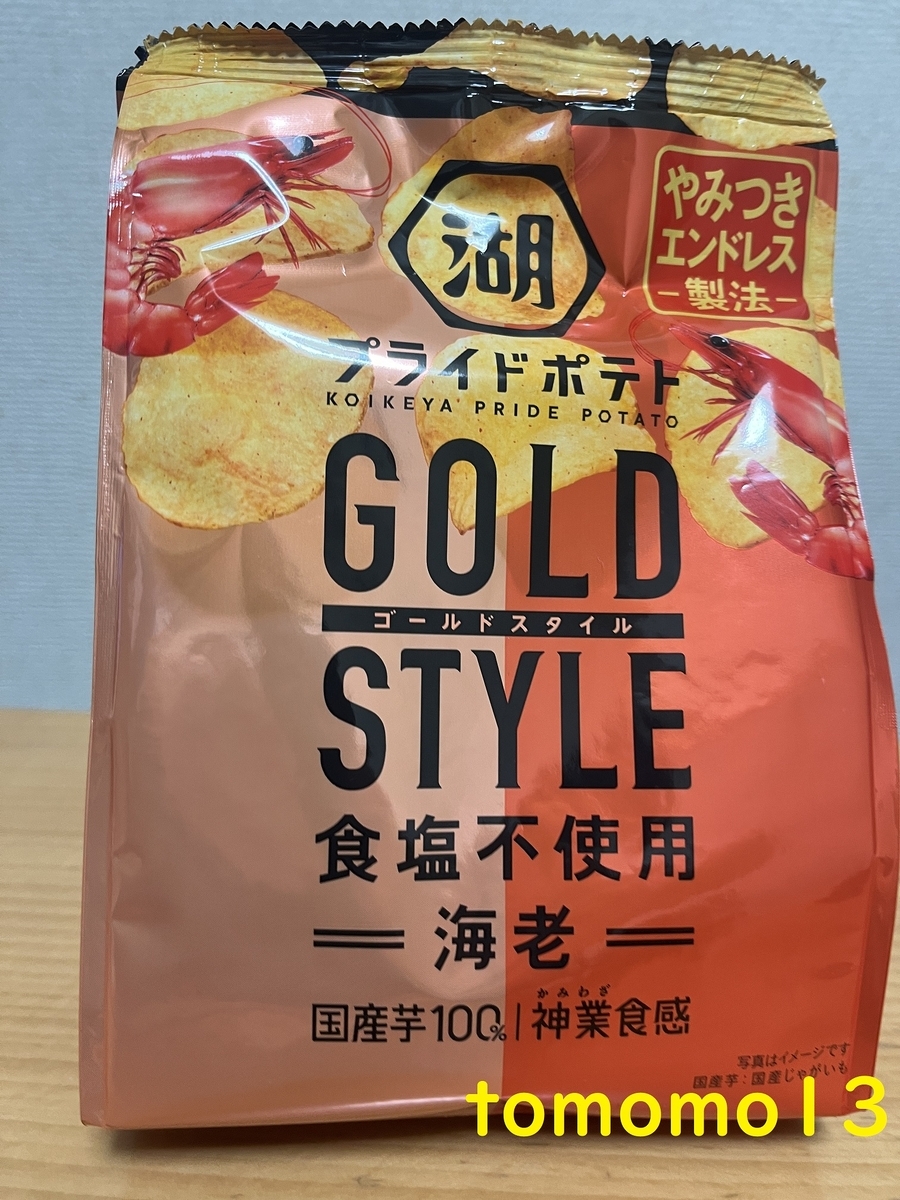 湖
やみつき
エンドレス
製法
プライドポテト
KOIKEYA PRIDE POTATO
GOLD
ゴールドスタイル
STYLE
食塩不使用
海老
かみわざ
国産芋100%|神業食感
写真はイメージです
国産芋:国産じゃがいも
tomomo13